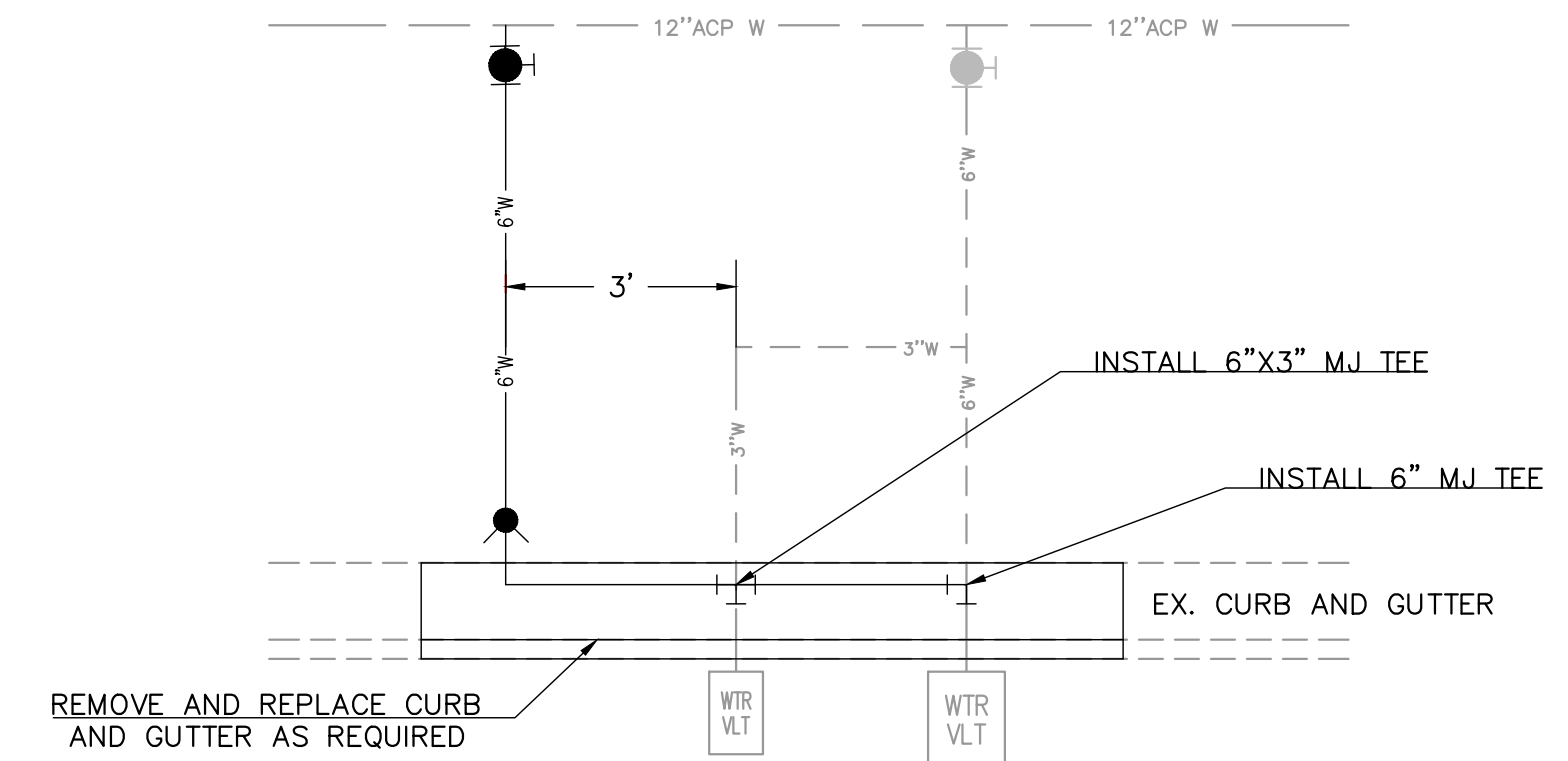 12"ACP W
12"ACP W
6"W
6"W
3'
3"W
6"W
INSTALL 6”X3” MJ TEE
6"W
3"W
INSTALL 6” MJ TEE
EX. CURB AND GUTTER
REMOVE AND REPLACE CURB
AND GUTTER AS REQUIRED
WTR
VLT
WTR
VLT